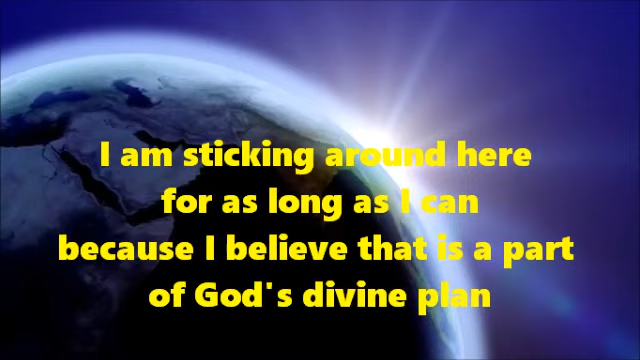 I am sticking around here
for as long as I can
because I believe that is a part
of God's divine plan